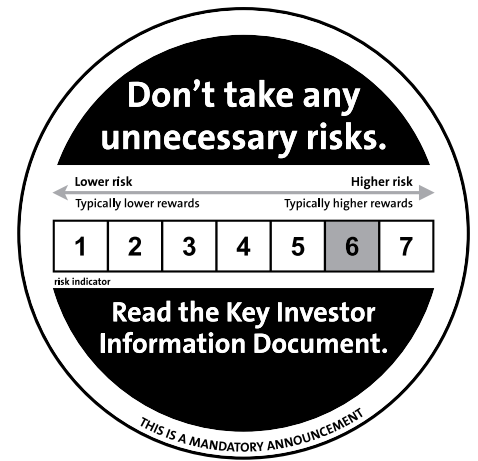 Don't take any
unnecessary risks.
Lower risk Higher risk
Typically lower rewards Typically higher rewards
1 2 3 4 5 6 7
risk indicator
Read the Key Investor
Information Document.
THIS IS A MANDATORY ANNOUNCEMENT